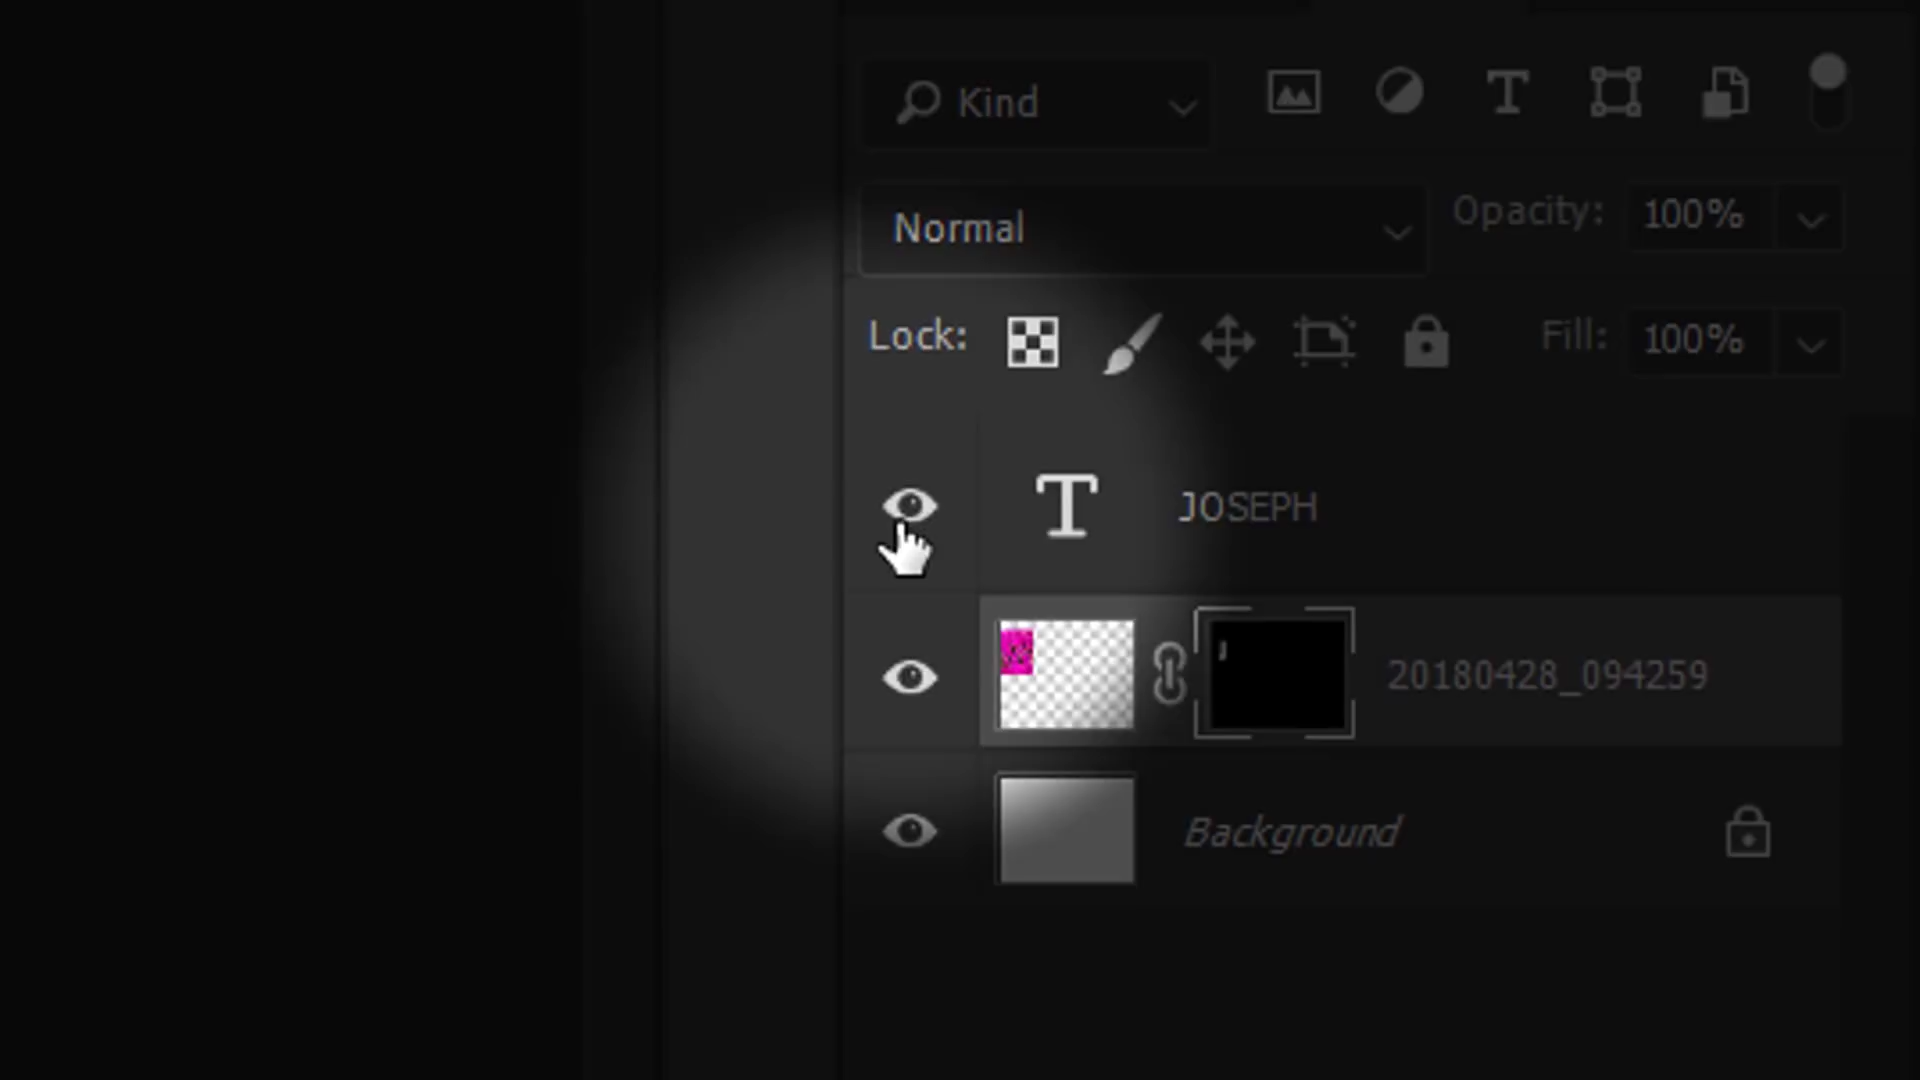 Kind
Normal
Opacity: 100%
Lock:
Fill: 100%
JOSEPH
20180428_094259
Background